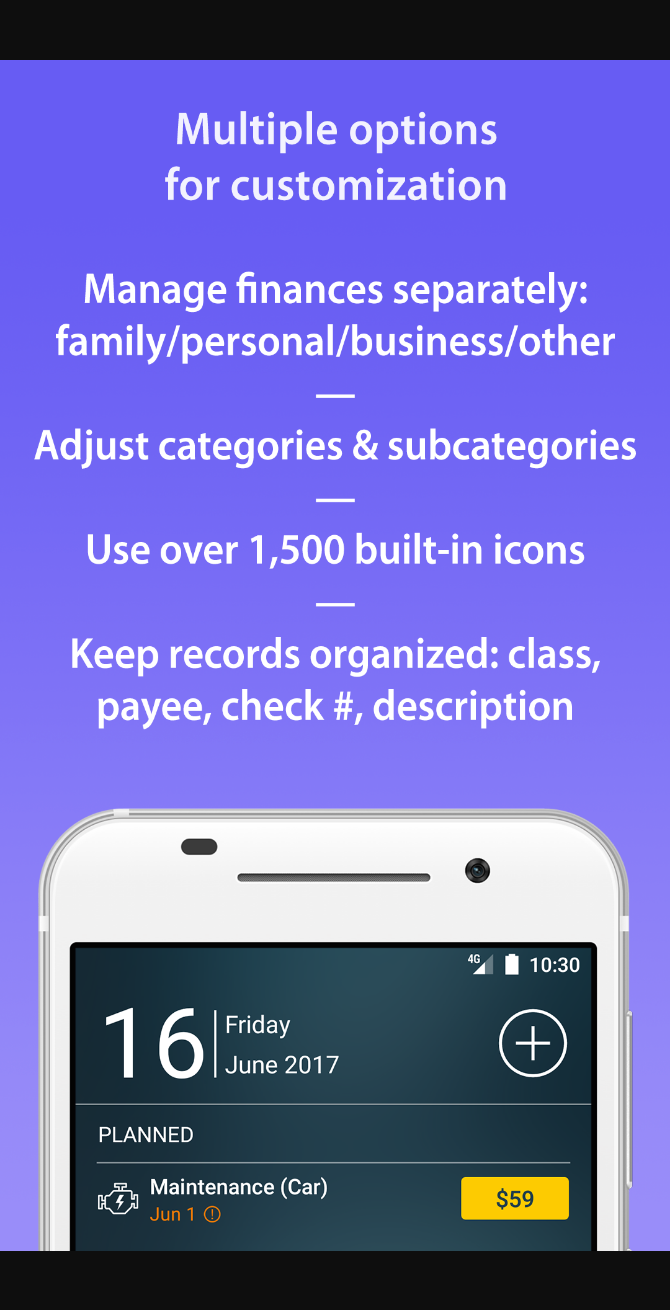 Multiple options
for customization
Manage finances separately:
family/personal/business/other
—
Adjust categories & subcategories
—
Use over 1,500 built-in icons
—
Keep records organized: class,
payee, check #, description
4G 10:30
16
Friday
June 2017
PLANNED
Maintenance (Car)
$59
Jun 1